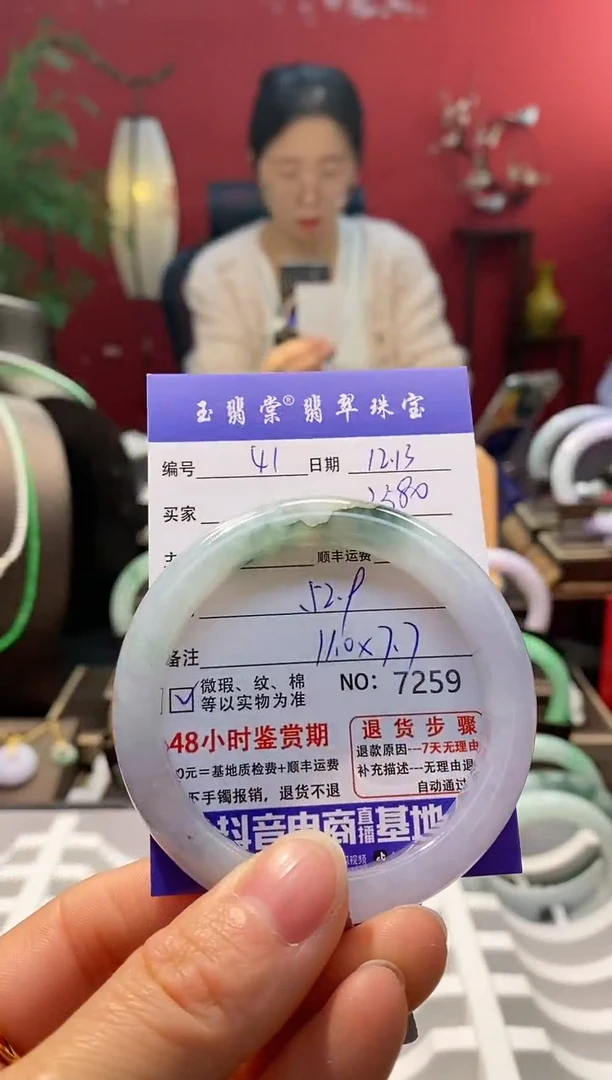 玉翡棠®翡翠珠宝
编号 41 日期 12.13
买家 2580
顺丰运费
52.9
备注 11.0×7.7
微瑕、纹、棉 NO: 7259
等以实物为准
48小时鉴赏期
退货步骤
0元=基地质检费+顺丰运费
退款原因---7天无理由
手镯报销，退货不退
补充描述---无理由退
自动通过
抖音电商直播基地
视频